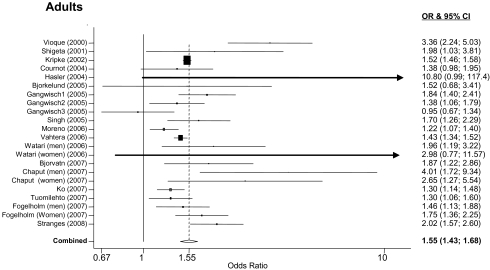 Adults
OR & 95% CI
Vioque (2000) 3.36 (2.24; 5.03)
Shigeta (2001) 1.98 (1.03; 3.81)
Kripke (2002) 1.52 (1.46; 1.58)
Cournot (2004) 1.38 (0.98; 1.95)
Hasler (2004) 10.80 (0.99; 117.4)
Bjorkelund (2005) 1.52 (0.68; 3.41)
Gangwisch1 (2005) 1.84 (1.40; 2.41)
Gangwisch2 (2005) 1.38 (1.06; 1.79)
Gangwisch3 (2005) 0.95 (0.67; 1.34)
Singh (2005) 1.70 (1.26; 2.29)
Moreno (2006) 1.22 (1.07; 1.40)
Vahtera (2006) 1.43 (1.34; 1.52)
Watari (men) (2006) 1.96 (1.19; 3.22)
Watari (women) (2006) 2.98 (0.77; 11.57)
Bjorvatn (2007) 1.87 (1.22; 2.86)
Chaput (men) (2007) 4.01 (1.72; 9.34)
Chaput (women) (2007) 2.65 (1.27; 5.54)
Ko (2007) 1.30 (1.14; 1.48)
Tuomilehto (2007) 1.30 (1.06; 1.60)
Fogelholm (men) (2007) 1.46 (1.13; 1.88)
Fogelholm (Women) (2007) 1.75 (1.36; 2.25)
Stranges (2008) 2.02 (1.57; 2.60)
Combined 1.55 (1.43; 1.68)
0.67 1 1.55 10
Odds Ratio